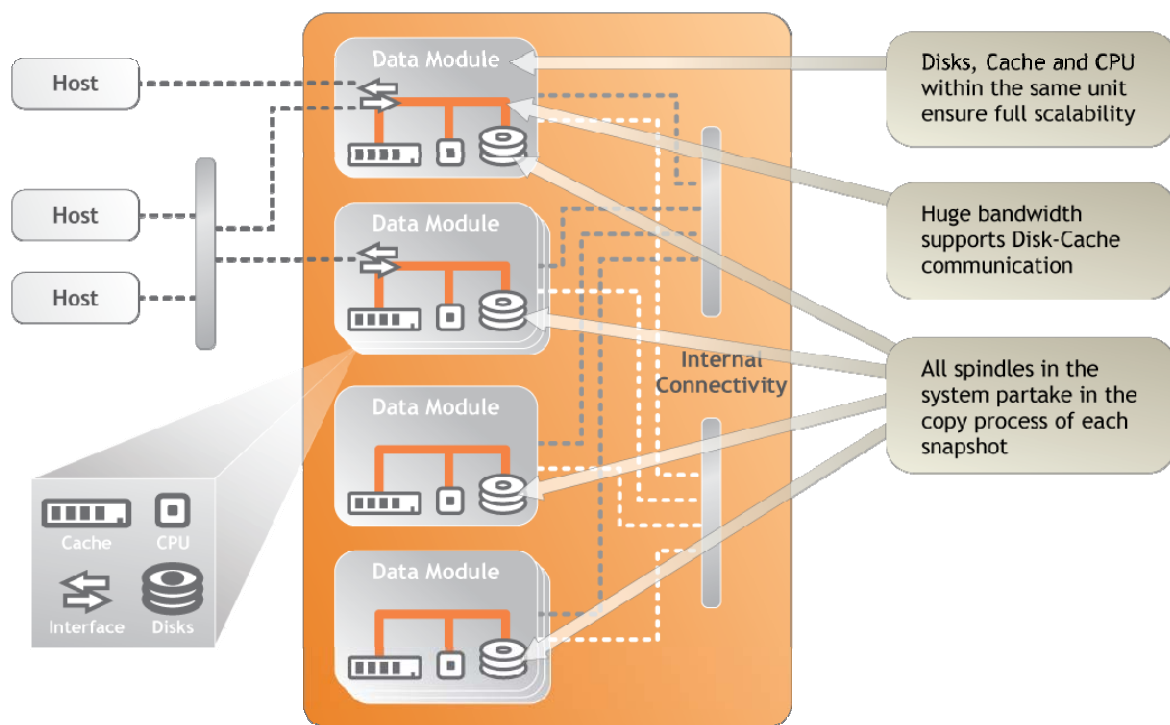 Host
Host
Host
Data Module
Data Module
Data Module
Data Module
Internal
Connectivity
Disks, Cache and CPU
within the same unit
ensure full scalability
Huge bandwidth
supports Disk-Cache
communication
All spindles in the
system partake in the
copy process of each
snapshot
Cache
CPU
Interface
Disks